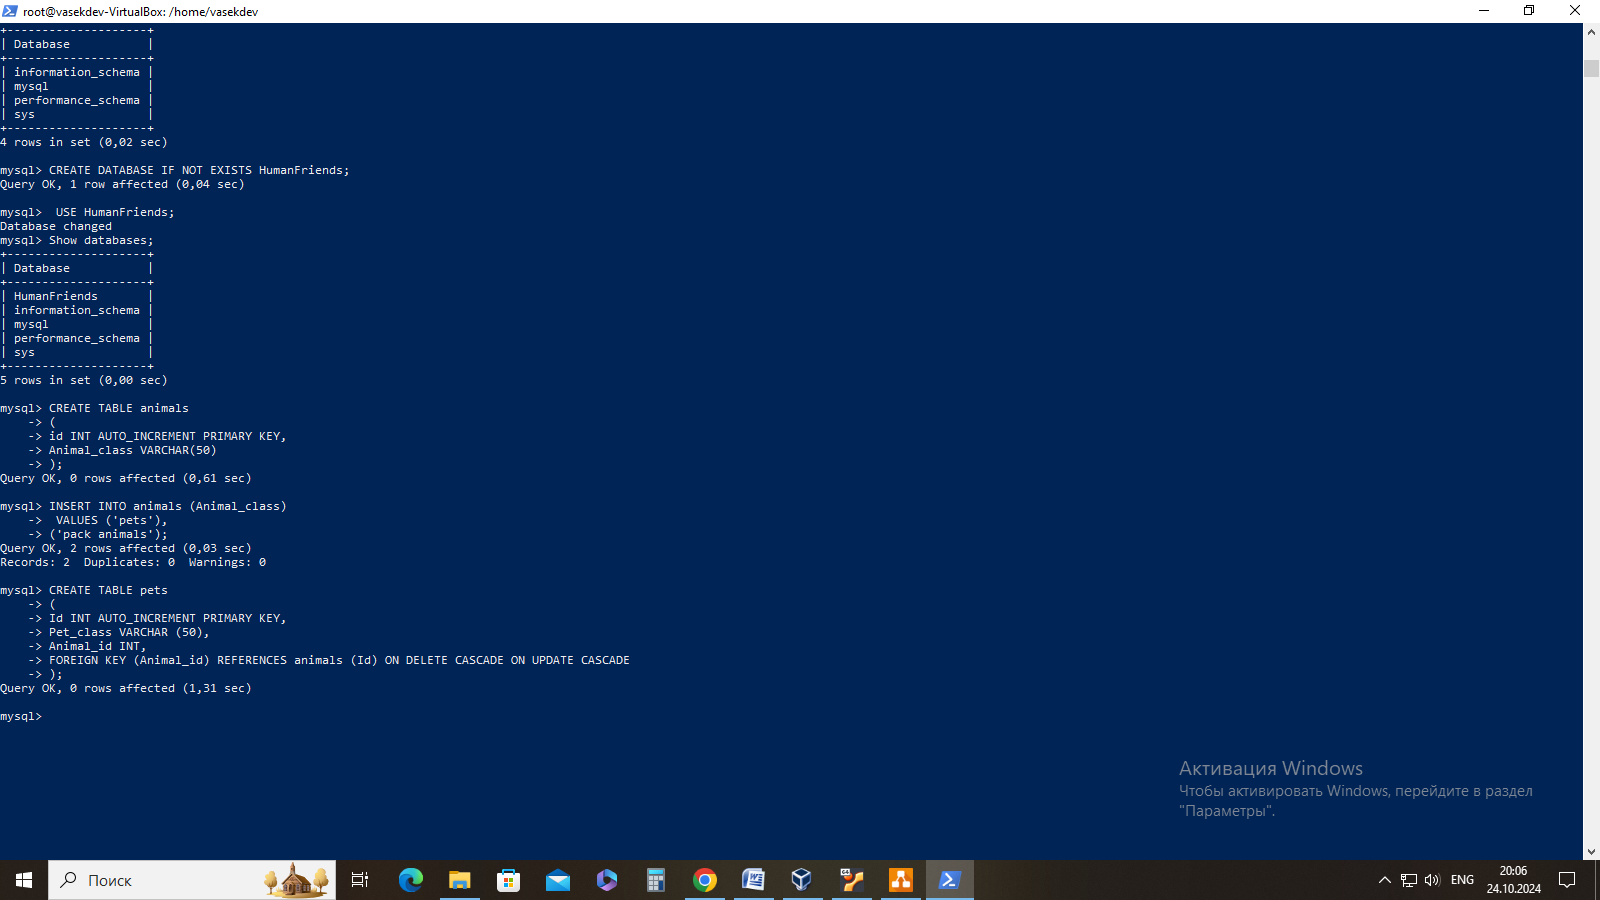 root@vasekdev-VirtualBox: /home/vasekdev
+--------------------+
| Database           |
+--------------------+
| information_schema |
| mysql              |
| performance_schema |
| sys                |
+--------------------+
4 rows in set (0,02 sec)

mysql> CREATE DATABASE IF NOT EXISTS HumanFriends;
Query OK, 1 row affected (0,04 sec)

mysql>  USE HumanFriends;
Database changed
mysql> Show databases;
+--------------------+
| Database           |
+--------------------+
| HumanFriends       |
| information_schema |
| mysql              |
| performance_schema |
| sys                |
+--------------------+
5 rows in set (0,00 sec)

mysql> CREATE TABLE animals
    -> (
    -> id INT AUTO_INCREMENT PRIMARY KEY,
    -> Animal_class VARCHAR(50)
    -> );
Query OK, 0 rows affected (0,61 sec)

mysql> INSERT INTO animals (Animal_class)
    ->  VALUES ('pets'),
    -> ('pack animals');
Query OK, 2 rows affected (0,03 sec)
Records: 2  Duplicates: 0  Warnings: 0

mysql> CREATE TABLE pets
    -> (
    -> Id INT AUTO_INCREMENT PRIMARY KEY,
    -> Pet_class VARCHAR (50),
    -> Animal_id INT,
    -> FOREIGN KEY (Animal_id) REFERENCES animals (Id) ON DELETE CASCADE ON UPDATE CASCADE
    -> );
Query OK, 0 rows affected (1,31 sec)

mysql>
Активация Windows
Чтобы активировать Windows, перейдите в раздел
"Параметры".
Поиск
ENG
20:06
24.10.2024